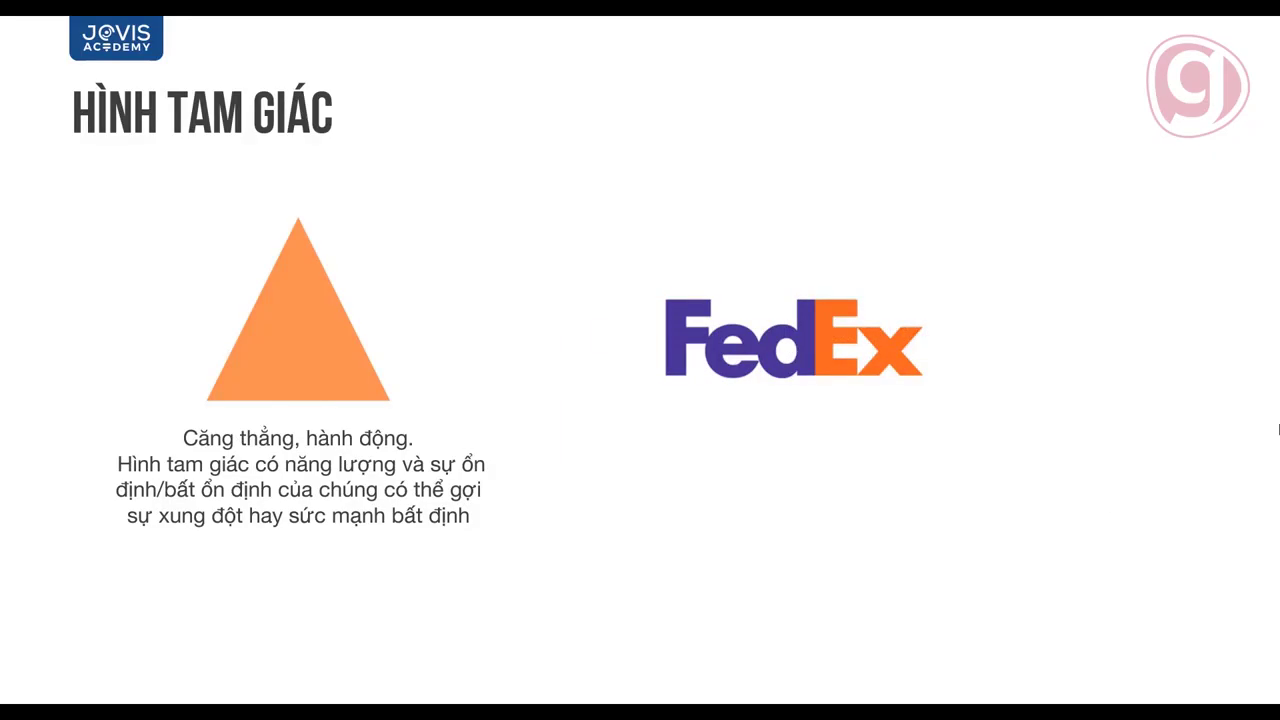 JOVIS
ACADEMY
HÌNH TAM GIÁC
g
FedEx
Căng thẳng, hành động.
Hình tam giác có năng lượng và sự ổn
định/bất ổn định của chúng có thể gợi
sự xung đột hay sức mạnh bất định